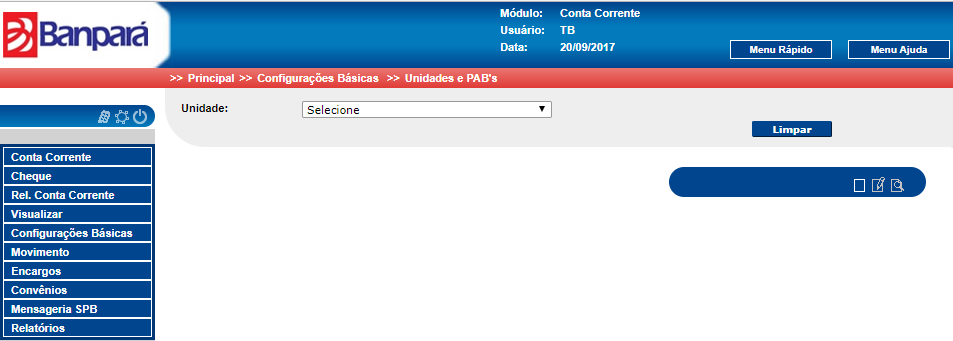 Banpará
Módulo: Conta Corrente
Usuário: TB
Data: 20/09/2017
Menu Rápido
Menu Ajuda
>> Principal >> Configurações Básicas >> Unidades e PAB's
Unidade: Selecione
Limpar
Conta Corrente
Cheque
Rel. Conta Corrente
Visualizar
Configurações Básicas
Movimento
Encargos
Convênios
Mensageria SPB
Relatórios